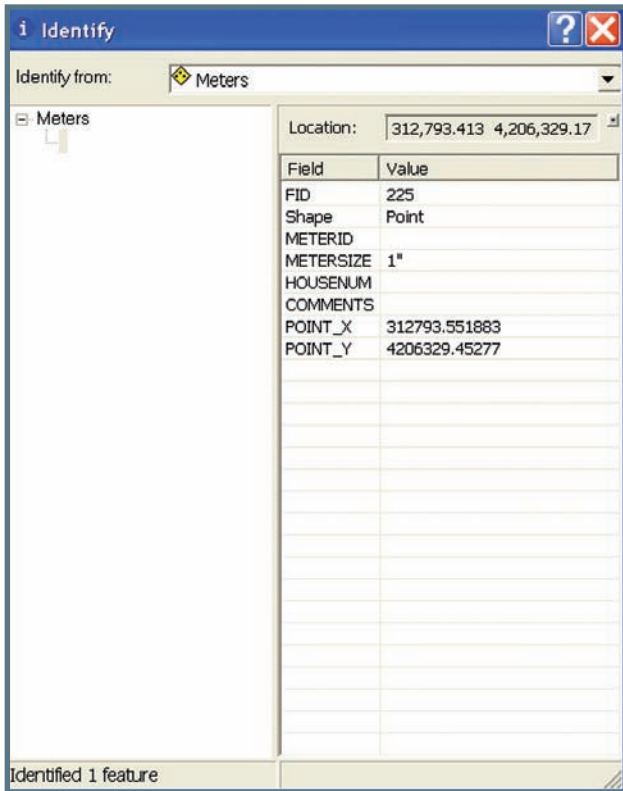 i Identify
Identify from: Meters
Meters
Location: 312,793.413 4,206,329.17
Field Value
FID 225
Shape Point
METERID
METERSIZE 1"
HOUSENUM
COMMENTS
POINT_X 312793.551883
POINT_Y 4206329.45277
Identified 1 feature